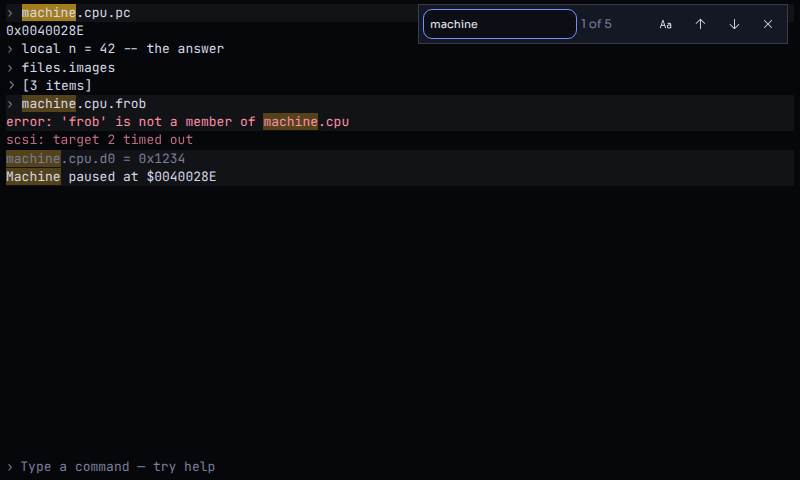 › machine.cpu.pc
machine 1 of 5 Aa ↑ ↓ ×
0x0040028E
› local n = 42 -- the answer
› files.images
› [3 items]
› machine.cpu.frob
error: 'frob' is not a member of machine.cpu
scsi: target 2 timed out
machine.cpu.d0 = 0x1234
Machine paused at $0040028E
› Type a command — try help